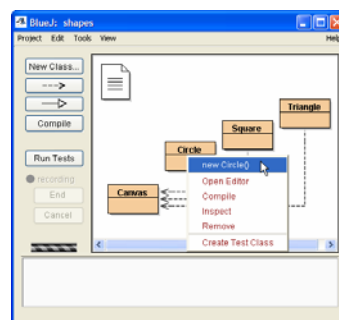 BlueJ: shapes
Project Edit Tools View Help
New Class...
Compile
Run Tests
recording
End
Cancel
Triangle
Square
Circle
Canvas
new Circle()
Open Editor
Compile
Inspect
Remove
Create Test Class